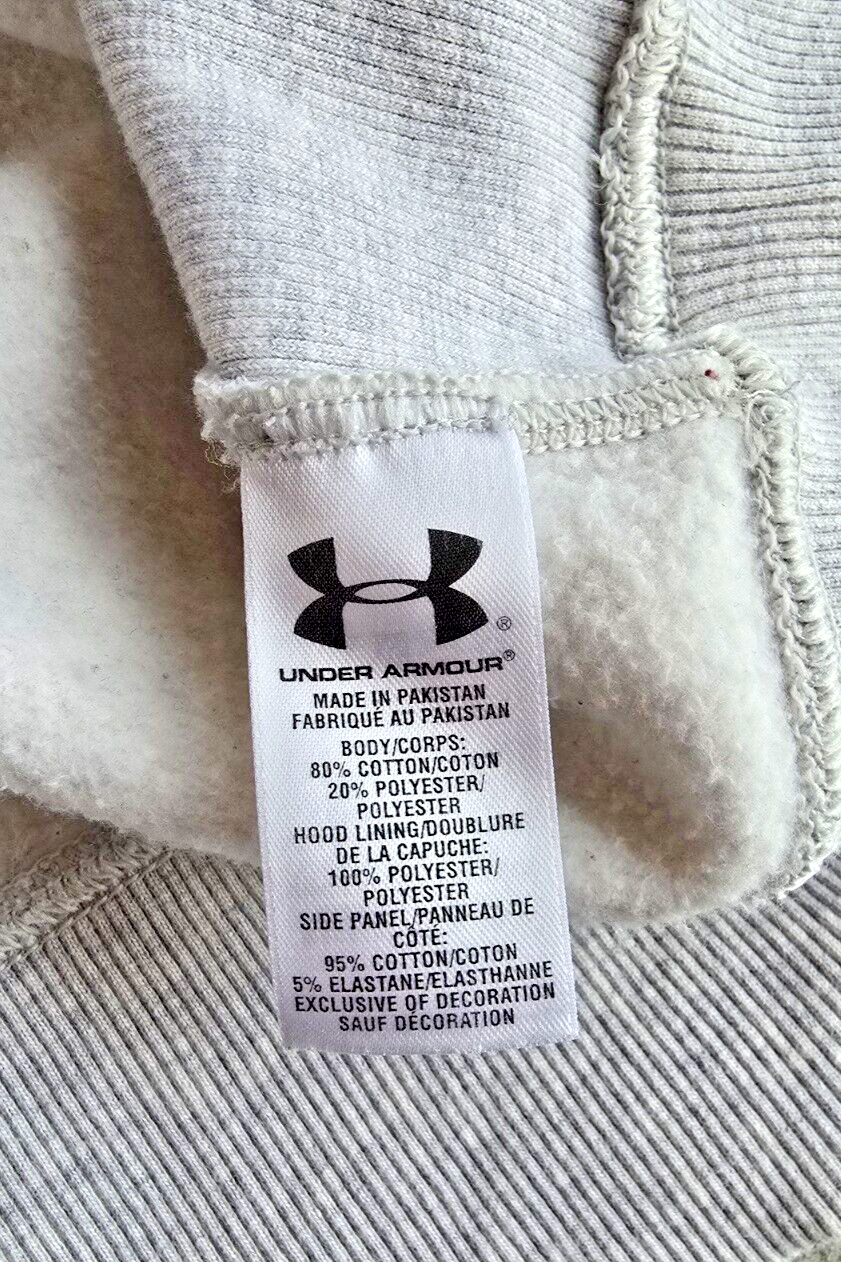 ®
UNDER ARMOUR®
MADE IN PAKISTAN
FABRIQUÉ AU PAKISTAN
BODY/CORPS:
80% COTTON/COTON
20% POLYESTER/
POLYESTER
HOOD LINING/DOUBLURE
DE LA CAPUCHE:
100% POLYESTER/
POLYESTER
SIDE PANEL/PANNEAU DE
CÔTÉ:
95% COTTON/COTON
5% ELASTANE/ELASTHANNE
EXCLUSIVE OF DECORATION
SAUF DÉCORATION